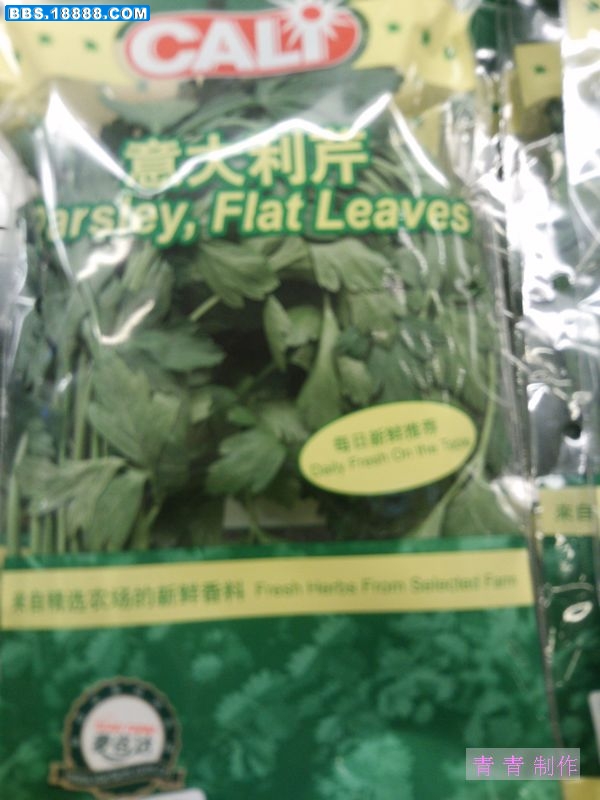 BBS.18888.COM
CALi
意大利芹
Parsley, Flat Leaves
每日新鲜推荐
Daily Fresh On the Table
来自精选农场的新鲜香料 Fresh Herbs From Selected Farm
来自
青青制作